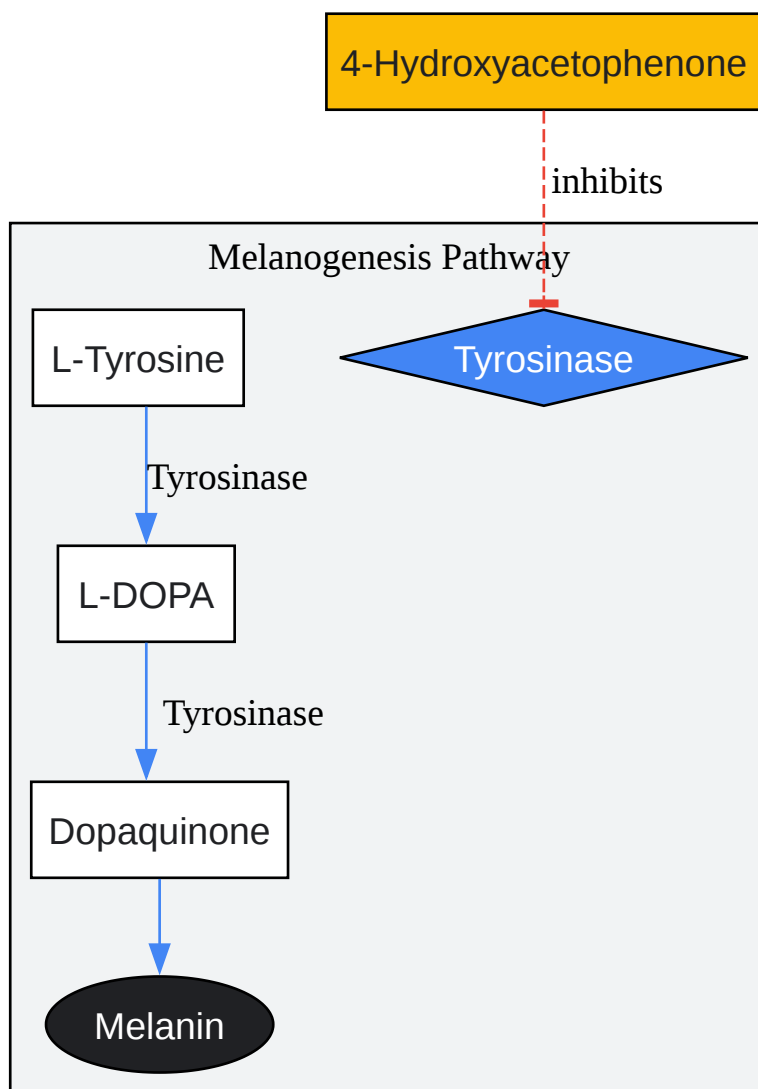 4-Hydroxyacetophenone
inhibits
Melanogenesis Pathway
L-Tyrosine
Tyrosinase
Tyrosinase
L-DOPA
Tyrosinase
Dopaquinone
Melanin